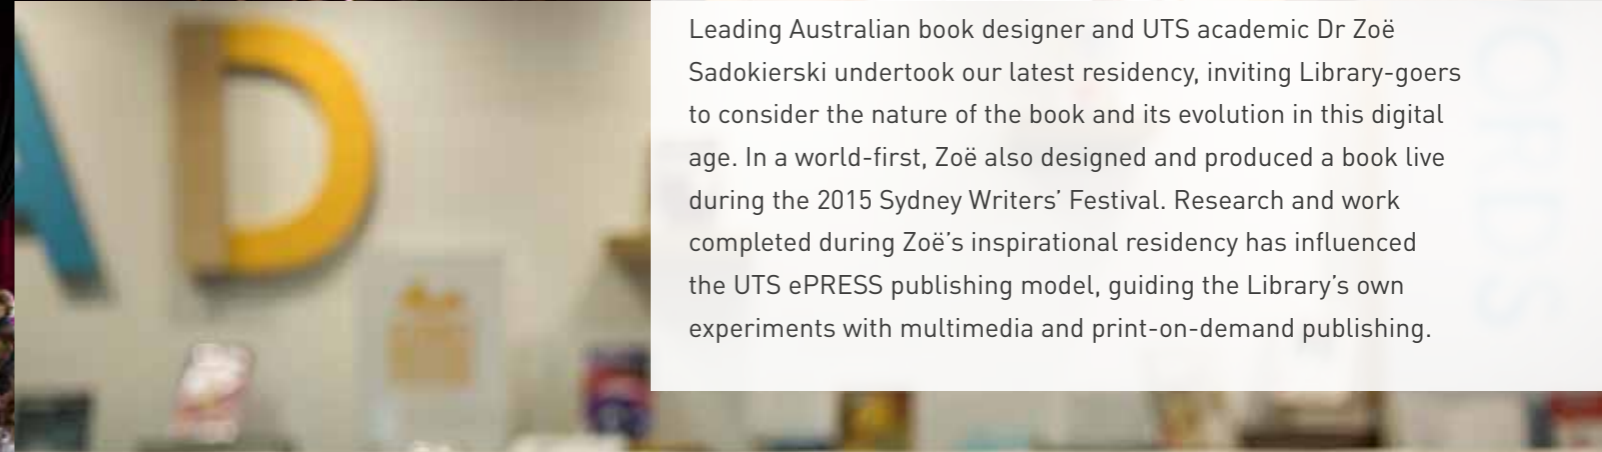 AD
Leading Australian book designer and UTS academic Dr Zoë
Sadokierski undertook our latest residency, inviting Library-goers
to consider the nature of the book and its evolution in this digital
age. In a world-first, Zoë also designed and produced a book live
during the 2015 Sydney Writers’ Festival. Research and work
completed during Zoë’s inspirational residency has influenced
the UTS ePRESS publishing model, guiding the Library’s own
experiments with multimedia and print-on-demand publishing.
ORDS